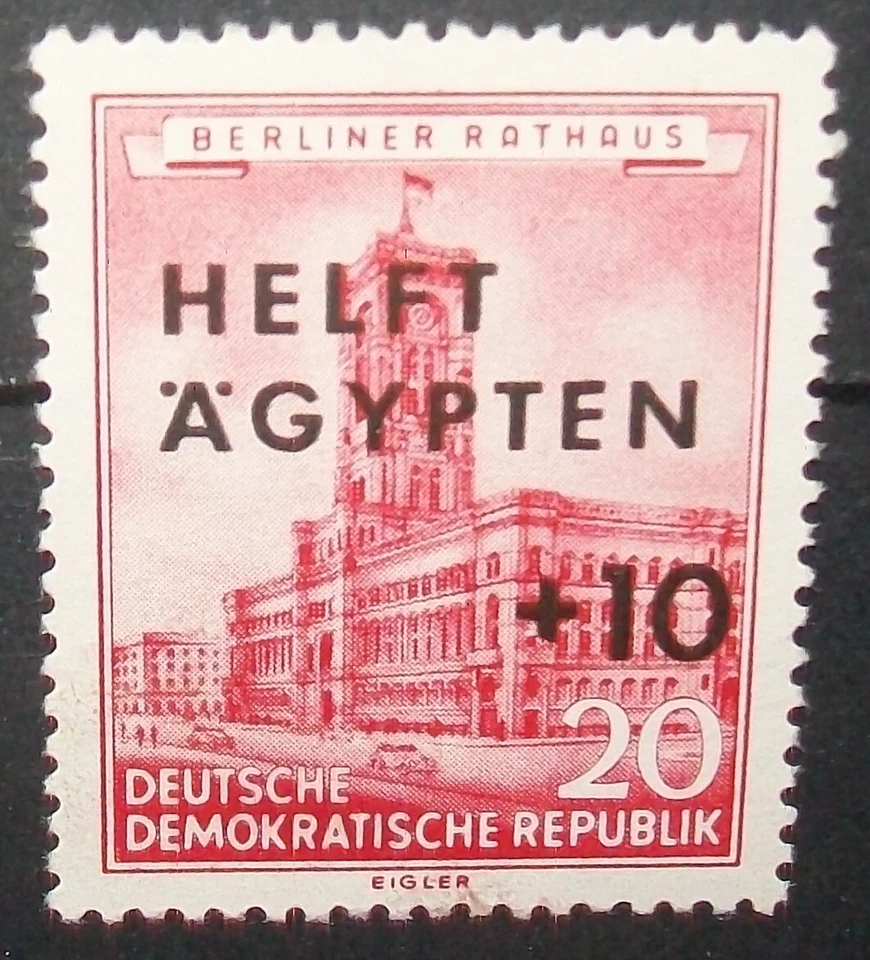 BERLINER RATHAUS
HELFT
ÄGYPTEN
+10
20
DEUTSCHE
DEMOKRATISCHE REPUBLIK
EIGLER